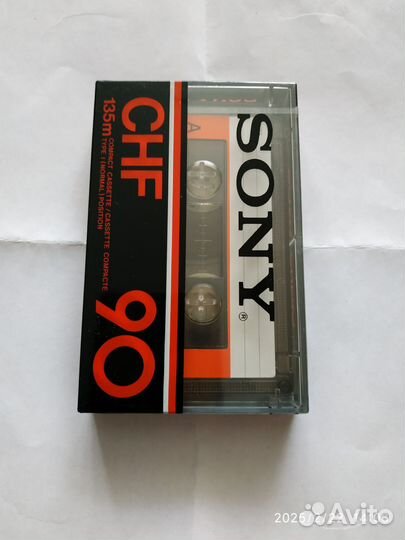 SONY®
A
CHF 90
135m COMPACT CASSETTE / CASSETTE COMPACTE
TYPE I (NORMAL) POSITION
Avito